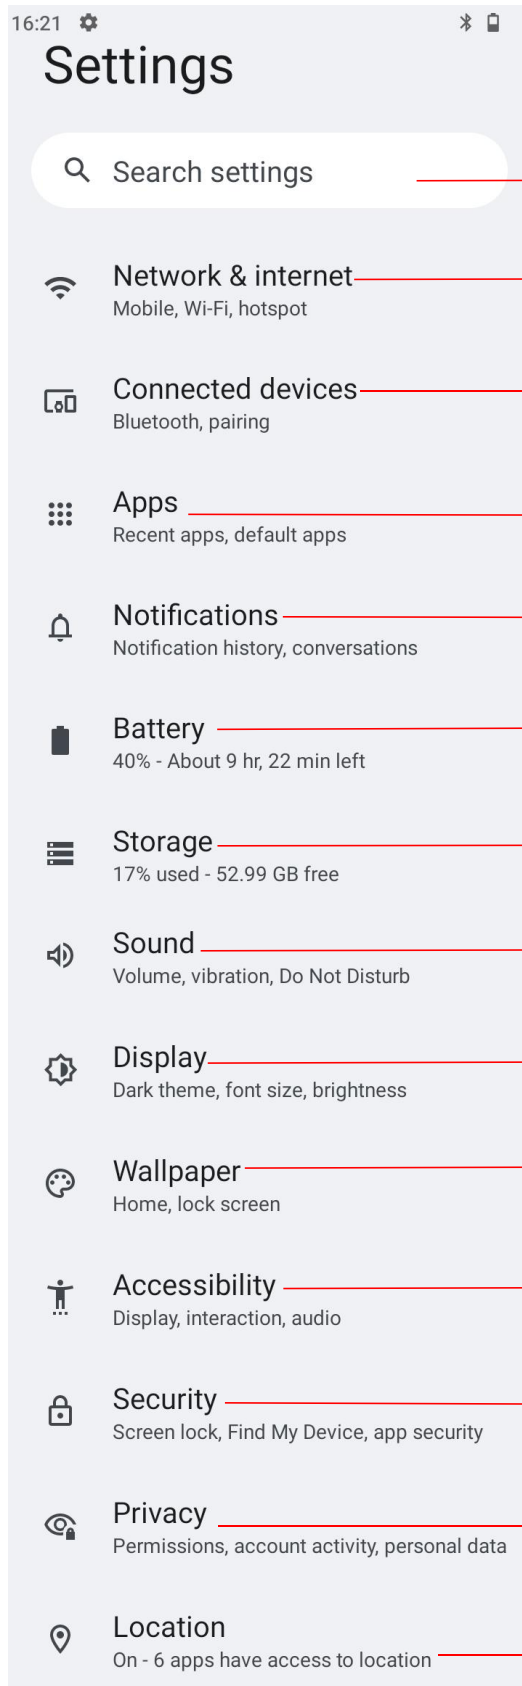 16:21
Settings
Search settings
Network & internet
Mobile, Wi-Fi, hotspot
Connected devices
Bluetooth, pairing
Apps
Recent apps, default apps
Notifications
Notification history, conversations
Battery
40% - About 9 hr, 22 min left
Storage
17% used - 52.99 GB free
Sound
Volume, vibration, Do Not Disturb
Display
Dark theme, font size, brightness
Wallpaper
Home, lock screen
Accessibility
Display, interaction, audio
Security
Screen lock, Find My Device, app security
Privacy
Permissions, account activity, personal data
Location
On - 6 apps have access to location